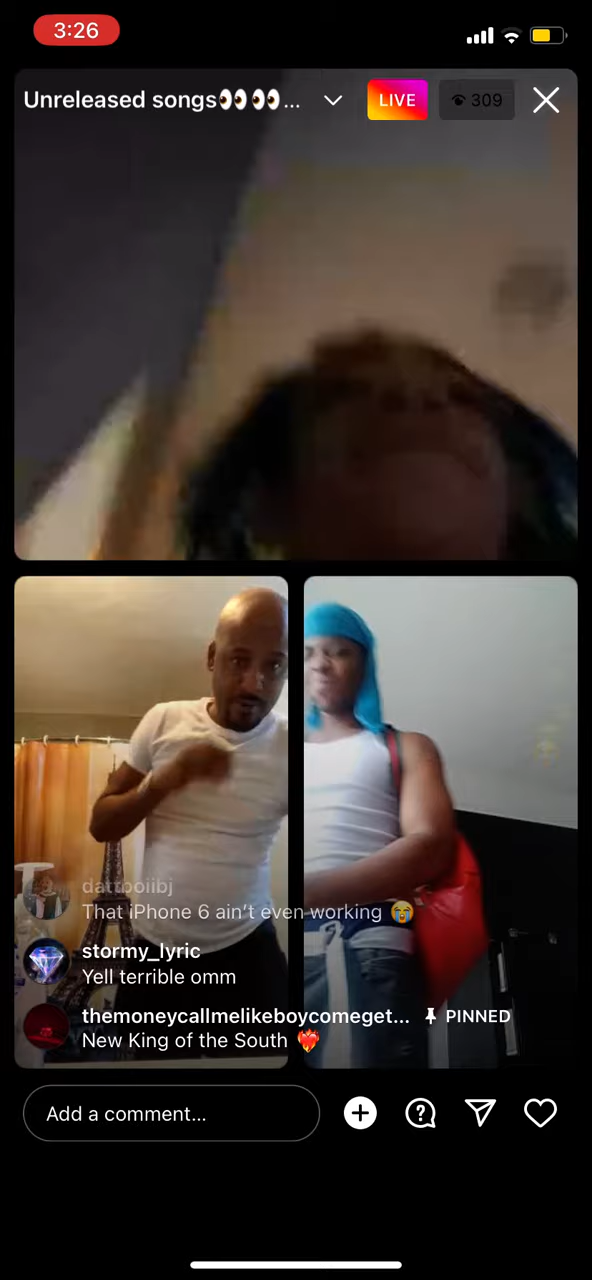 3:26
Unreleased songs👀👀...
LIVE
309
dattboiibj
That iPhone 6 ain't even working 😭
stormy_lyric
Yell terrible omm
themoneycallmelikeboycomeget... PINNED
New King of the South ❤️‍🔥
Add a comment...